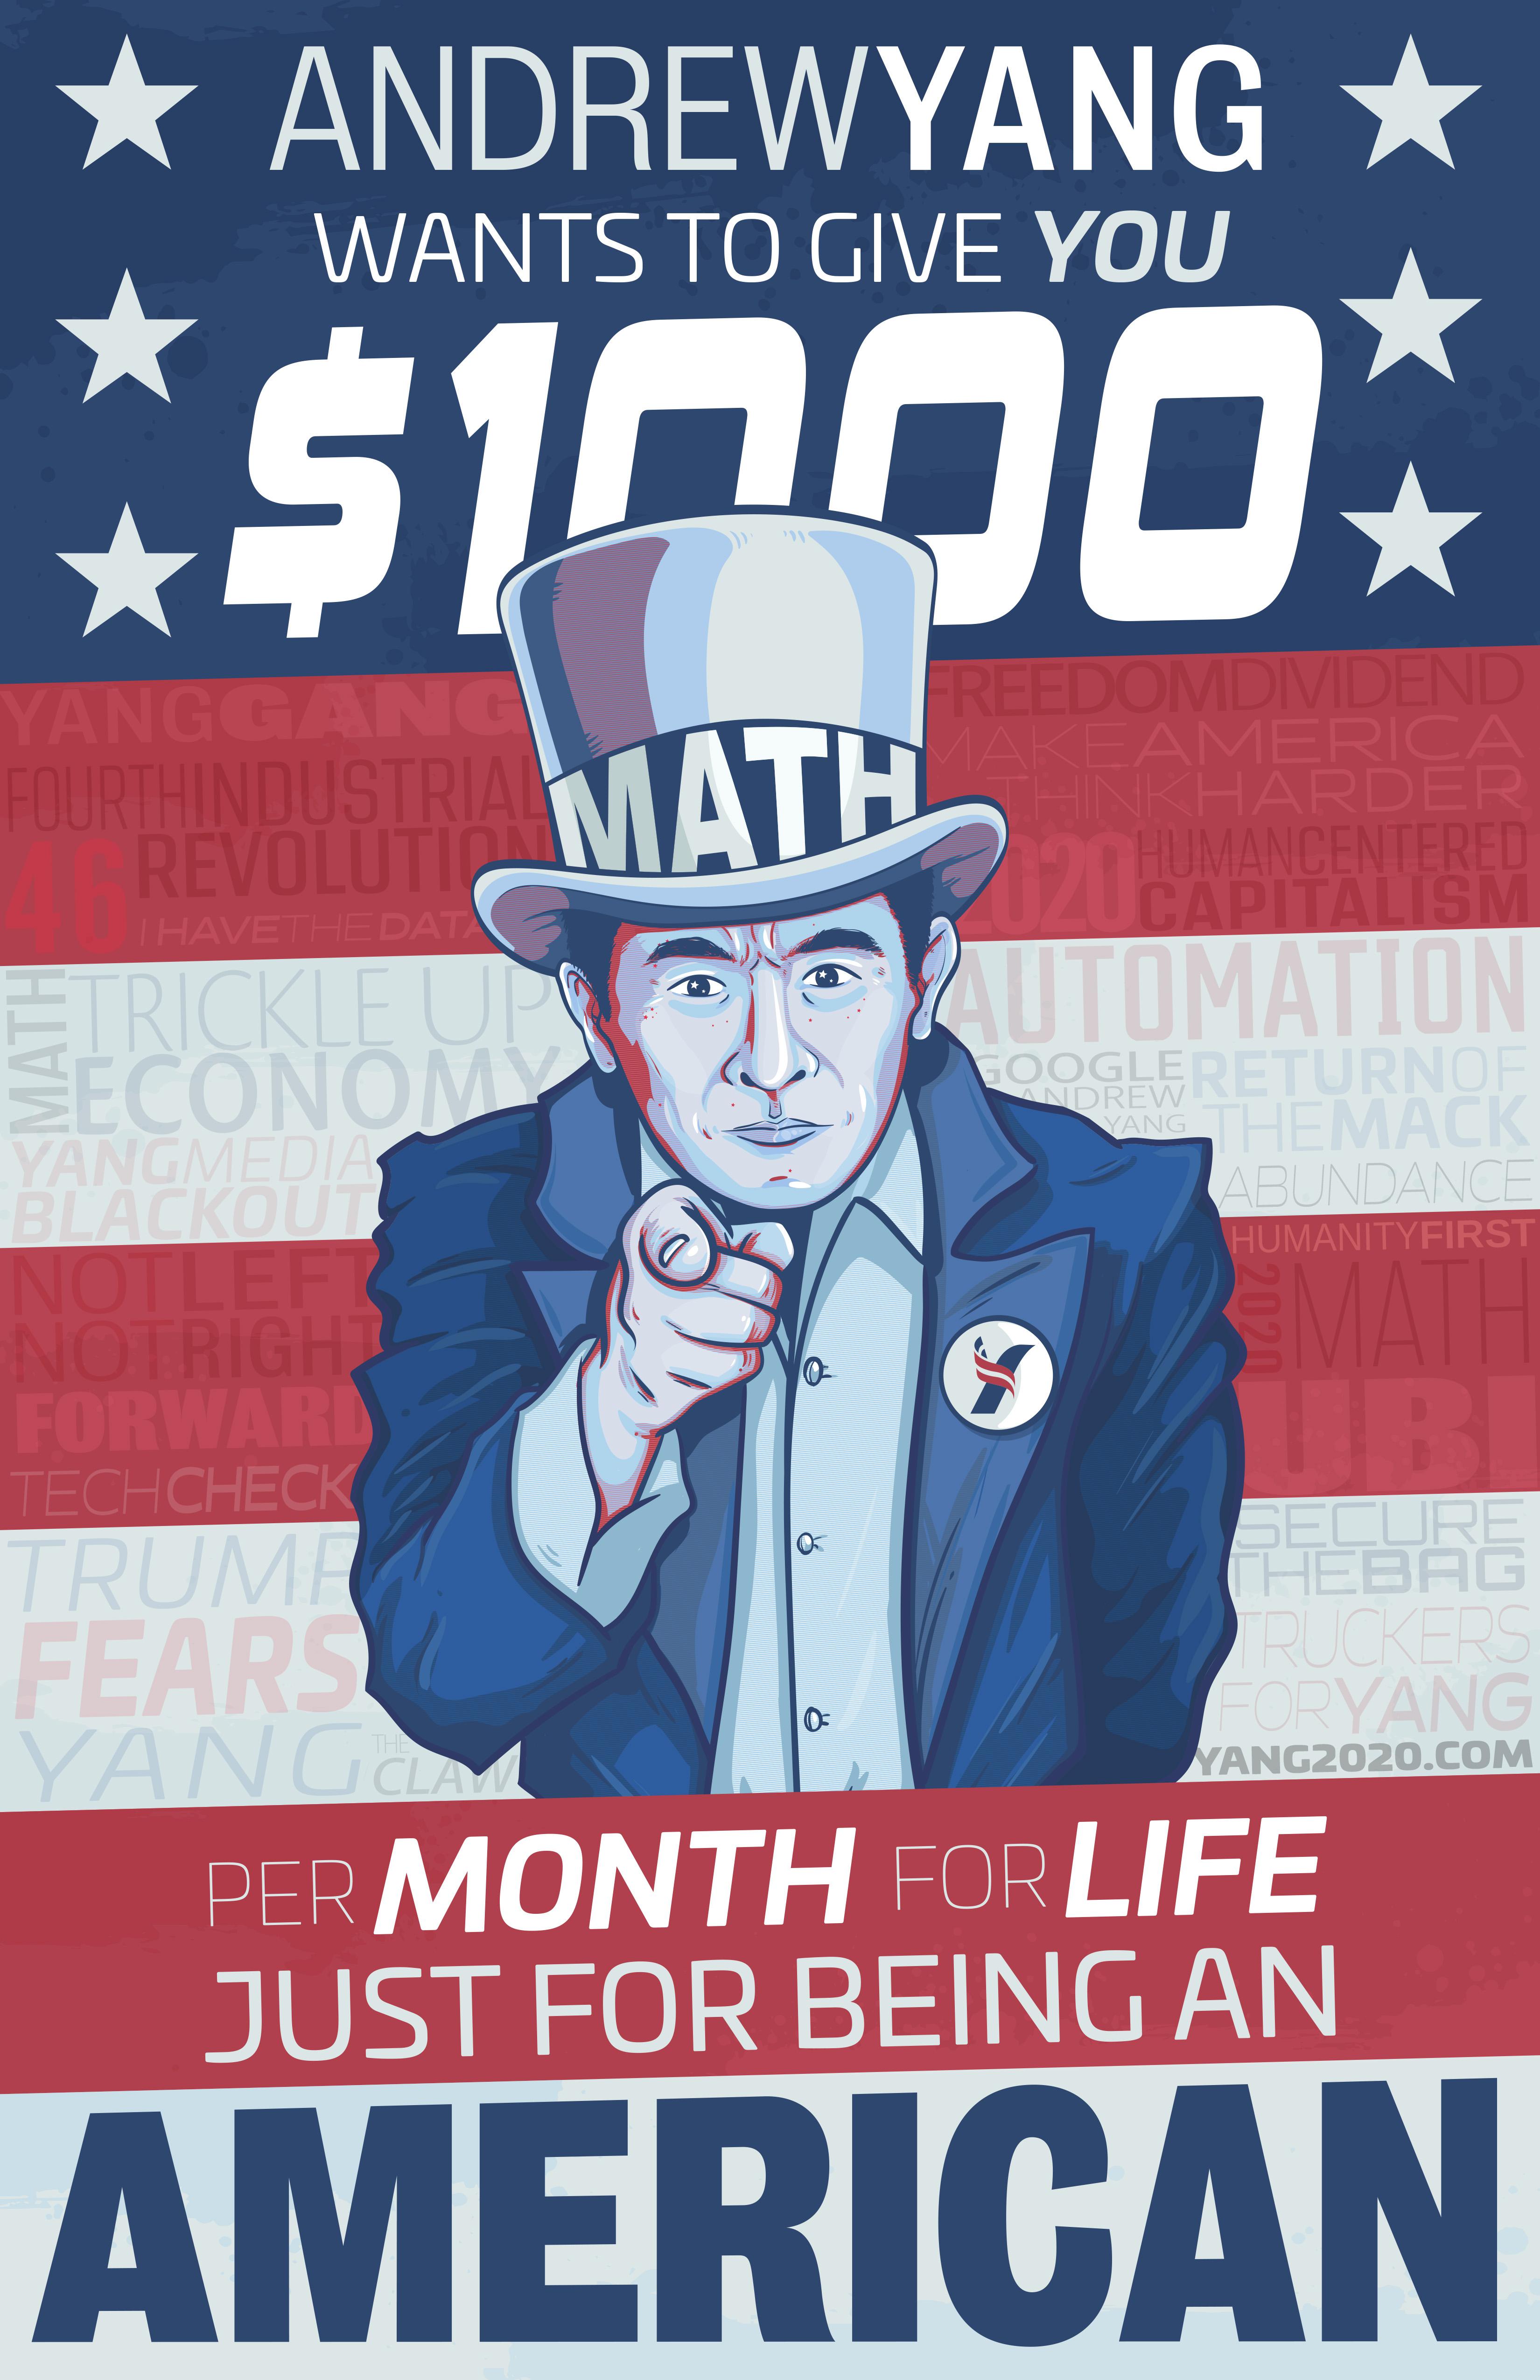 ANDREWYANG
WANTS TO GIVE YOU
$1000
MATH
YANGGANG
FOURTHINDUSTRIAL
REVOLUTION
46
I HAVETHEDATA
MATH
TRICKLE UP
ECONOMY
YANGMEDIA
BLACKOUT
NOTLEFT
NOTRIGHT
FORWARD
TECHCHECK
TRUMP
FEARS
YANG
THE
CLAW
FREEDOMDIVIDEND
MAKEAMERICA
THINKHARDER
2020
HUMANCENTERED
CAPITALISM
AUTOMATION
GOOGLE
ANDREW
YANG
RETURNOF
THEMACK
ABUNDANCE
HUMANITYFIRST
2020
MATH
UBI
SECURE
THEBAG
TRUCKERS
FORYANG
YANG2020.COM
PER MONTH FOR LIFE
JUST FOR BEING AN
AMERICAN